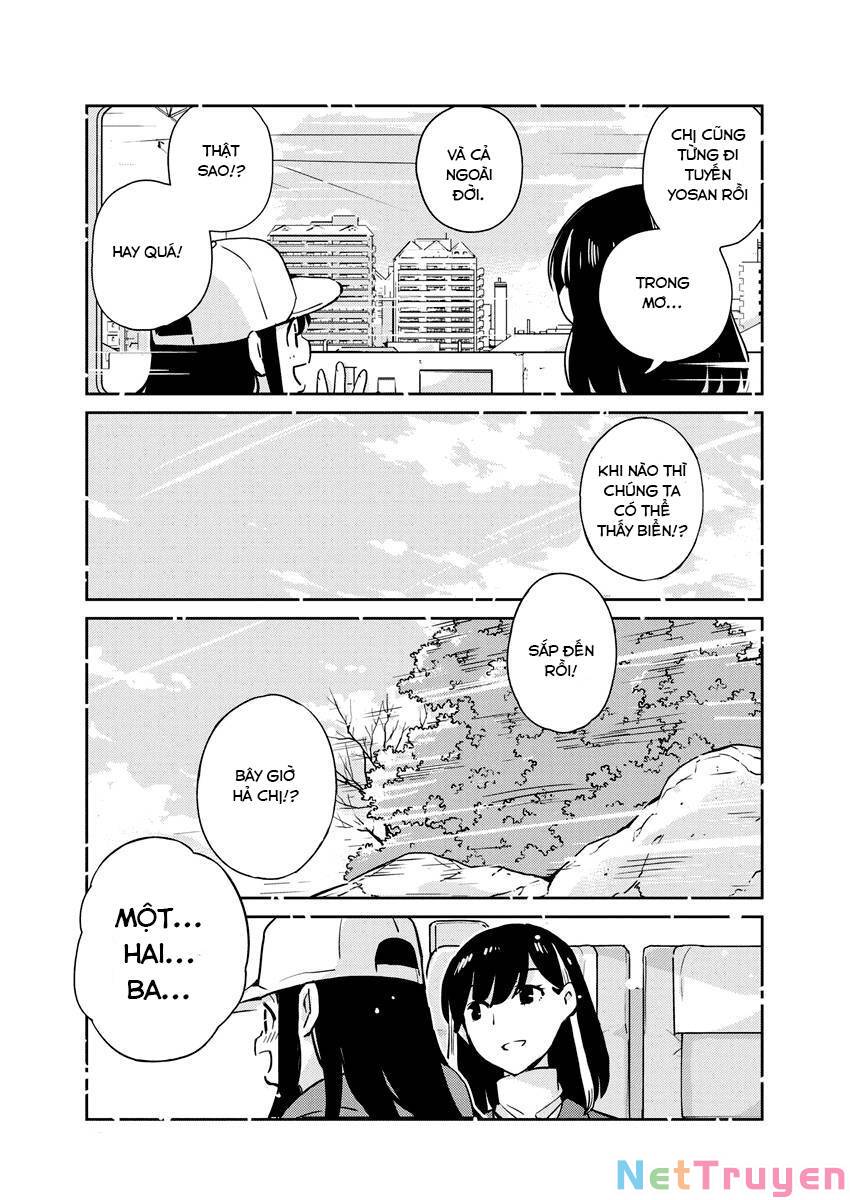 CHỊ CŨNG
TỪNG ĐI
TUYẾN
YOSAN RỒI
TRONG
MƠ...
VÀ CẢ
NGOÀI
ĐỜI.
THẬT
SAO!?
HAY QUÁ!
KHI NÀO THÌ
CHÚNG TA
CÓ THỂ
THẤY BIỂN!?
SẮP ĐẾN
RỒI!
BÂY GIỜ
HẢ CHỊ!?
MỘT...
HAI...
BA...
NetTruyen